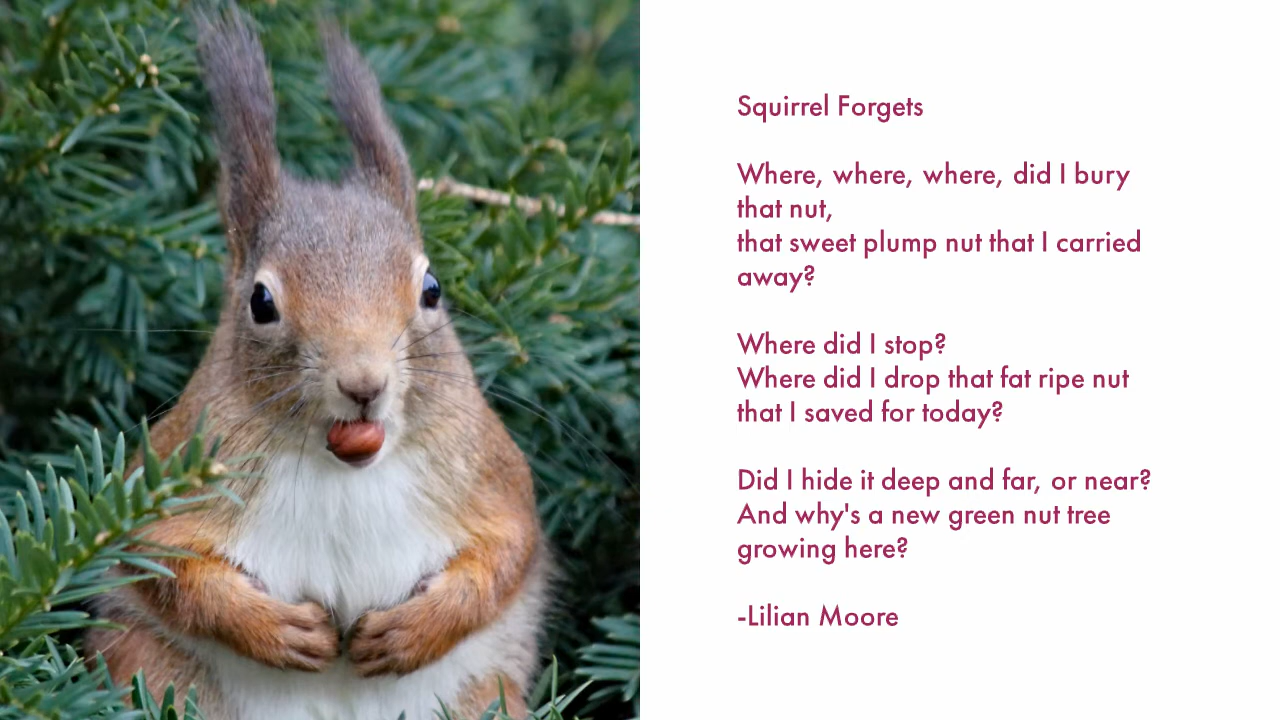 Squirrel Forgets
Where, where, where, did I bury
that nut,
that sweet plump nut that I carried
away?
Where did I stop?
Where did I drop that fat ripe nut
that I saved for today?
Did I hide it deep and far, or near?
And why's a new green nut tree
growing here?
-Lilian Moore